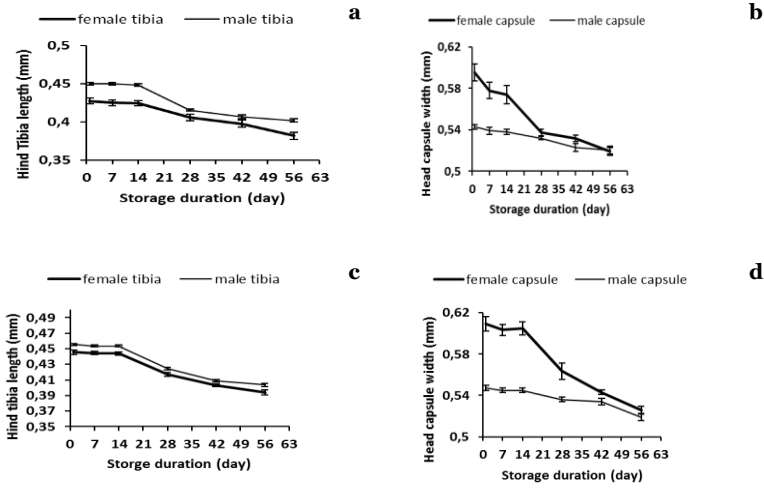 female tibia male tibia a
Hind Tibia length (mm)
0,5
0,45
0,4
0,35
0 7 14 21 28 35 42 49 56 63
Storage duration (day)
female capsule male capsule b
Head capsule width (mm)
0,62
0,58
0,54
0,5
0 7 14 21 28 35 42 49 56 63
Storage duration (day)
female tibia male tibia c
Hind tibia length (mm)
0,49
0,47
0,45
0,43
0,41
0,39
0,37
0,35
0 7 14 21 28 35 42 49 56 63
Storge duration (day)
female capsule male capsule d
Head capsule width (mm)
0,62
0,58
0,54
0,5
0 7 14 21 28 35 42 49 56 63
Storage duration (day)